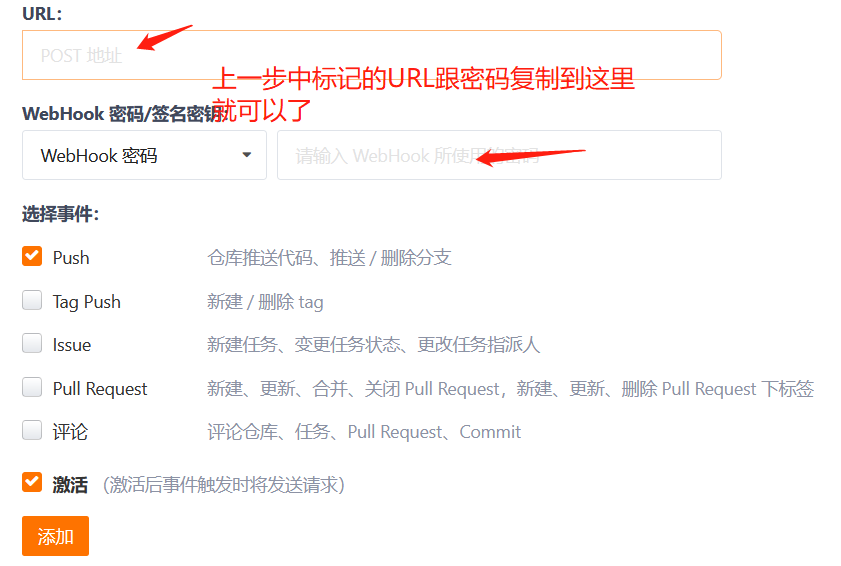 URL:
POST 地址
上一步中标记的URL跟密码复制到这里
就可以了
WebHook 密码/签名密钥
WebHook 密码
请输入 WebHook 所使用的密码
选择事件:
Push 仓库推送代码、推送 / 删除分支
Tag Push 新建 / 删除 tag
Issue 新建任务、变更任务状态、更改任务指派人
Pull Request 新建、更新、合并、关闭 Pull Request，新建、更新、删除 Pull Request 下标签
评论 评论仓库、任务、Pull Request、Commit
激活 （激活后事件触发时将发送请求）
添加